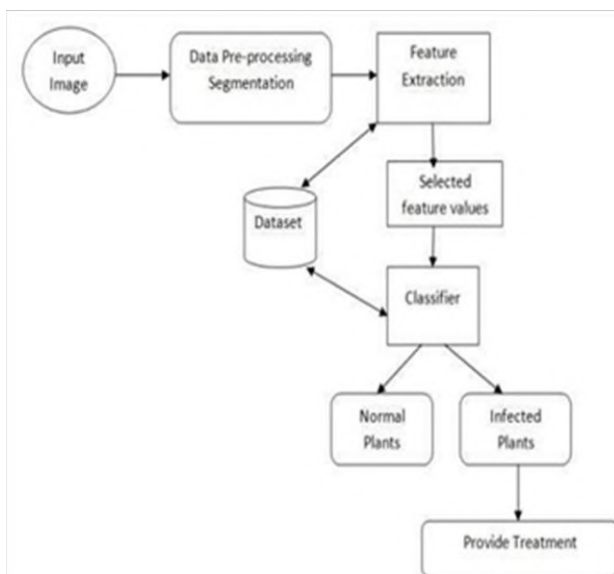 Input
Image
Data Pre-processing
Segmentation
Feature
Extraction
Selected
feature values
Dataset
Classifier
Normal
Plants
Infected
Plants
Provide Treatment